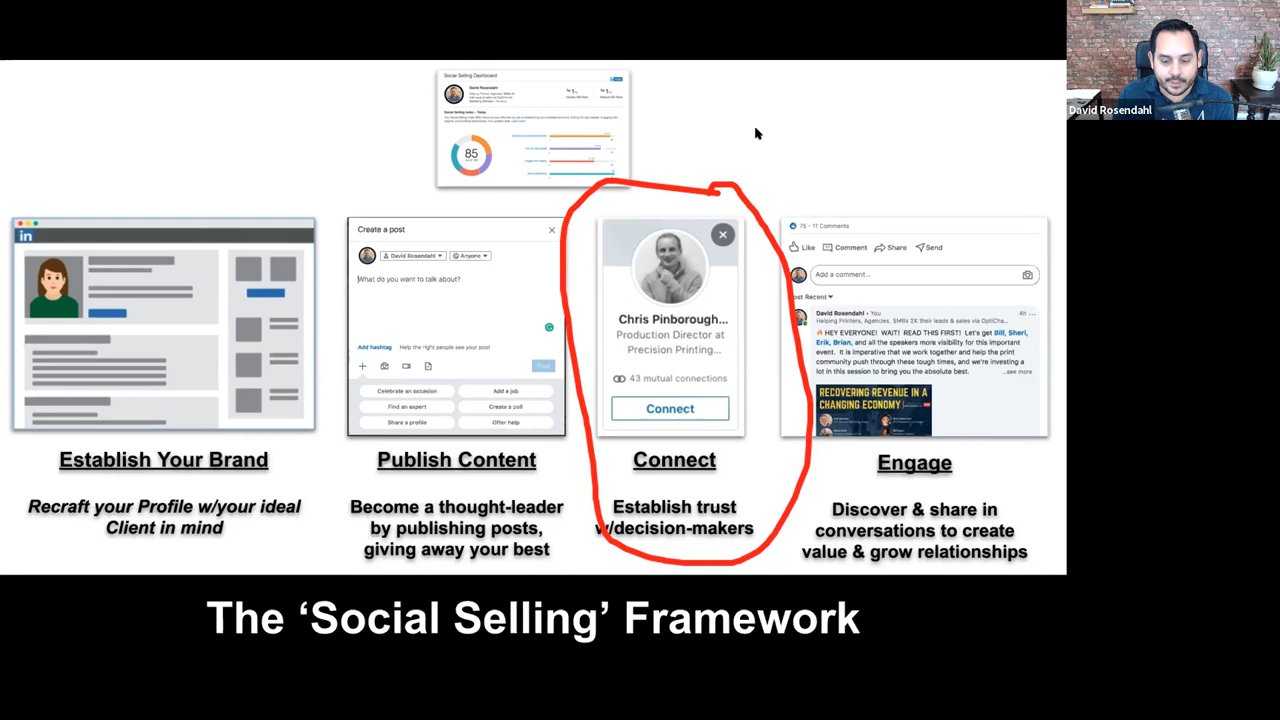 Social Selling Dashboard
David Rosendahl
Social Selling Index – Today
85
David Rosendahl
in
Create a post
David Rosendahl
Anyone
What do you want to talk about?
Add hashtag
Help the right people see your post
Post
Celebrate an occasion
Add a job
Find an expert
Create a poll
Share a profile
Offer help
Chris Pinborough...
Production Director at
Precision Printing...
43 mutual connections
Connect
75 · 11 Comments
Like
Comment
Share
Send
Add a comment...
ost Recent
David Rosendahl • You
4h
Helping Printers, Agencies, SMBs 2X their leads & sales via OptiCha...
HEY EVERYONE! WAIT! READ THIS FIRST! Let's get Bill, Sheri,
Erik, Brian, and all the speakers more visibility for this important
event. It is imperative that we work together and help the print
community push through these tough times, and we're investing a
lot in this session to bring you the absolute best.
...see more
RECOVERING REVENUE IN A
CHANGING ECONOMY
Establish Your Brand
Recraft your Profile w/your ideal
Client in mind
Publish Content
Become a thought-leader
by publishing posts,
giving away your best
Connect
Establish trust
w/decision-makers
Engage
Discover & share in
conversations to create
value & grow relationships
The ‘Social Selling’ Framework